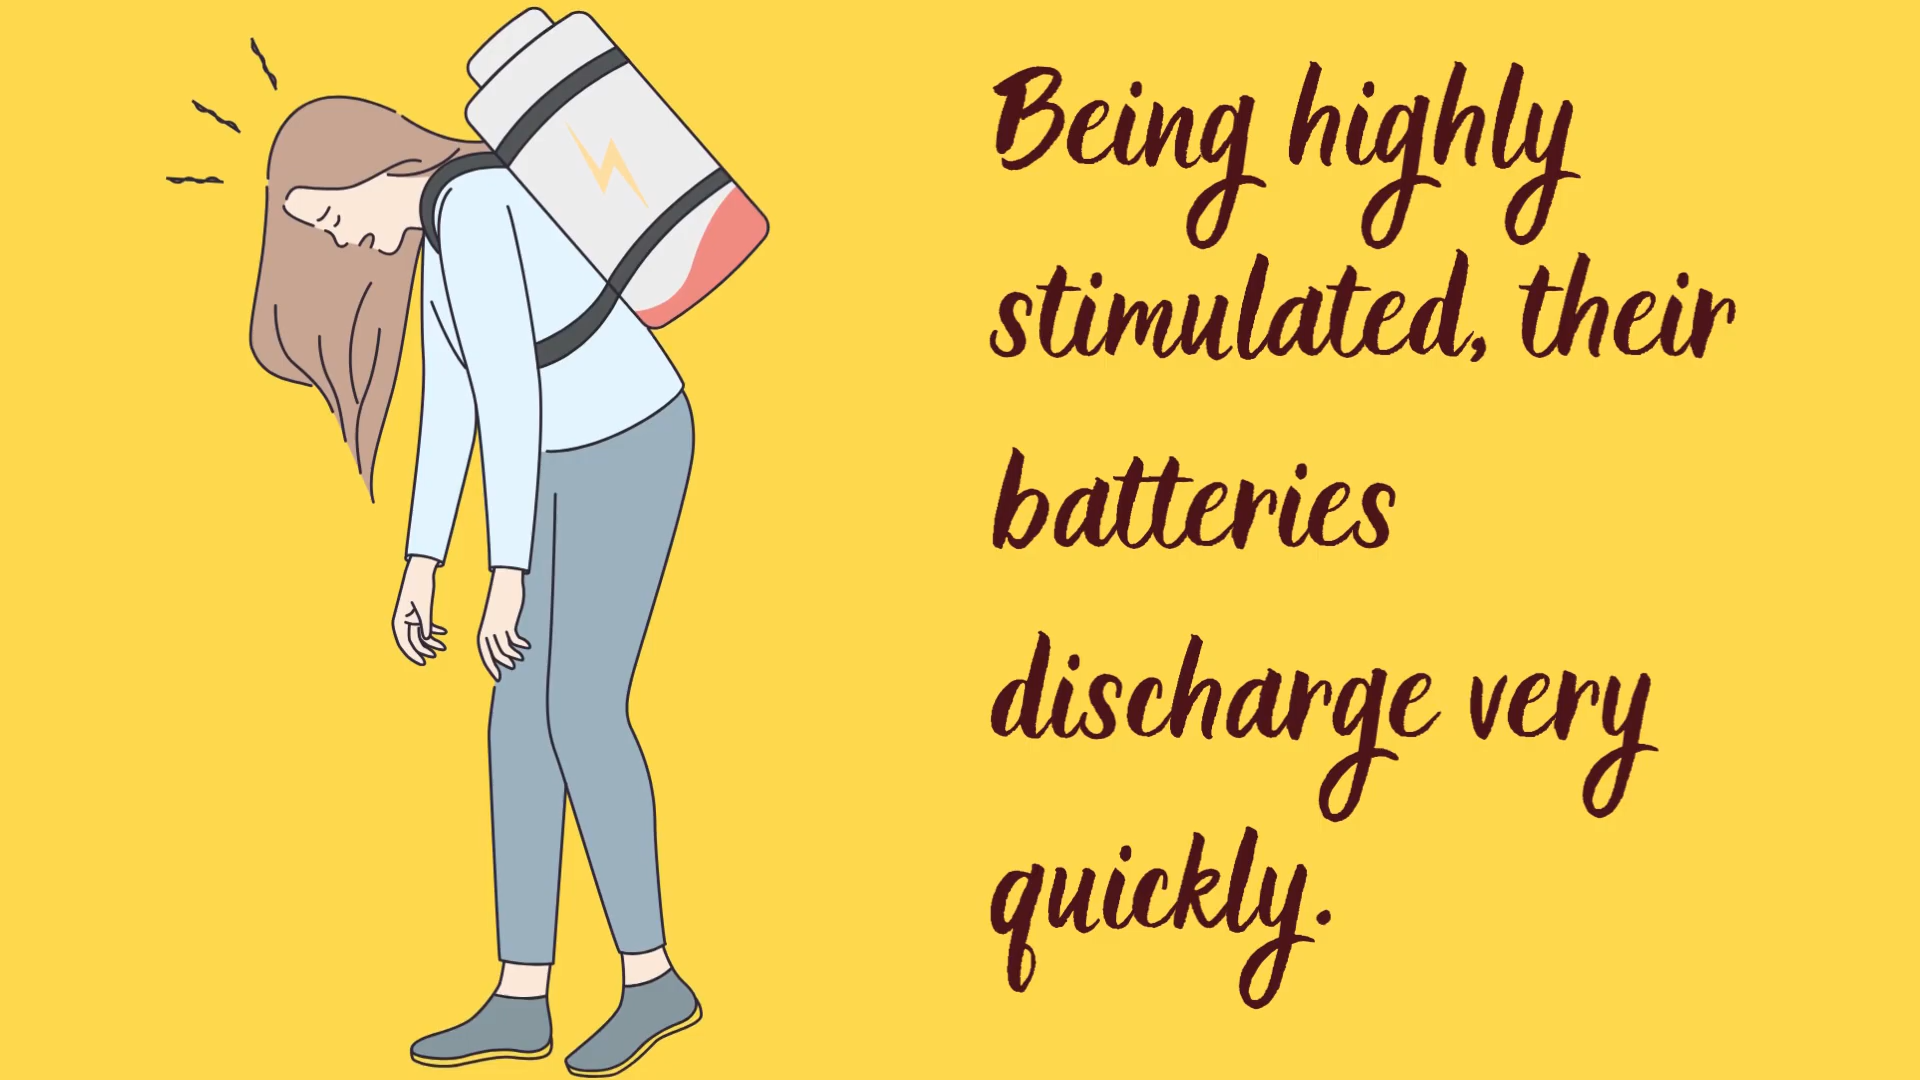 Being highly
stimulated, their
batteries
discharge very
quickly.